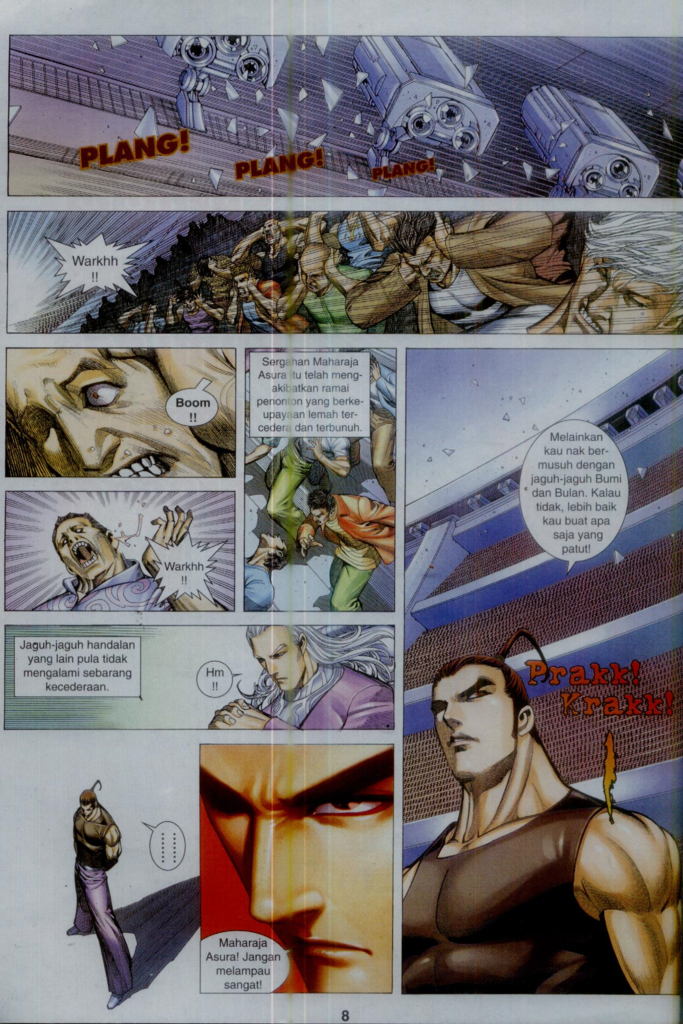 PLANG!
PLANG!
PLANG!
Warkhh
!!
Boom
!!
Sergahan Maharaja
Asura itu telah meng-
akibatkan ramai
penonton yang berke-
upayaan lemah ter-
cedera dan terbunuh.
Warkhh
!!
Jaguh-jaguh handalan
yang lain pula tidak
mengalami sebarang
kecederaan.
Hm
!!
Melainkan
kau nak ber-
musuh dengan
jaguh-jaguh Bumi
dan Bulan. Kalau
tidak, lebih baik
kau buat apa
saja yang
patut!
Prakk!
Krakk!
Maharaja
Asura! Jangan
melampau
sangat!
8